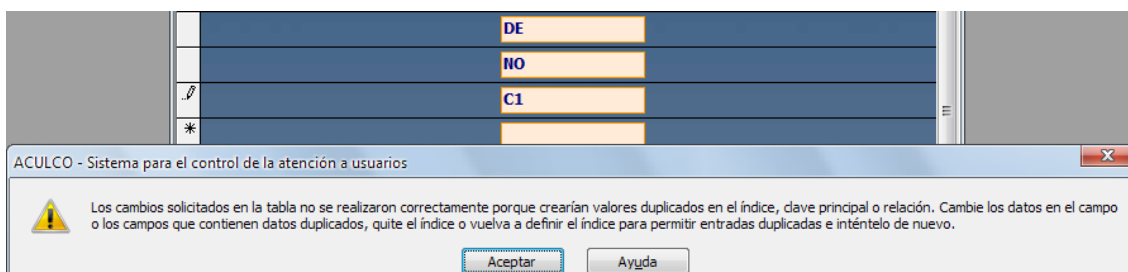 DE
NO
C1
ACULCO - Sistema para el control de la atención a usuarios
Los cambios solicitados en la tabla no se realizaron correctamente porque crearían valores duplicados en el índice, clave principal o relación. Cambie los datos en el campo
o los campos que contienen datos duplicados, quite el índice o vuelva a definir el índice para permitir entradas duplicadas e inténtelo de nuevo.
Aceptar Ayuda